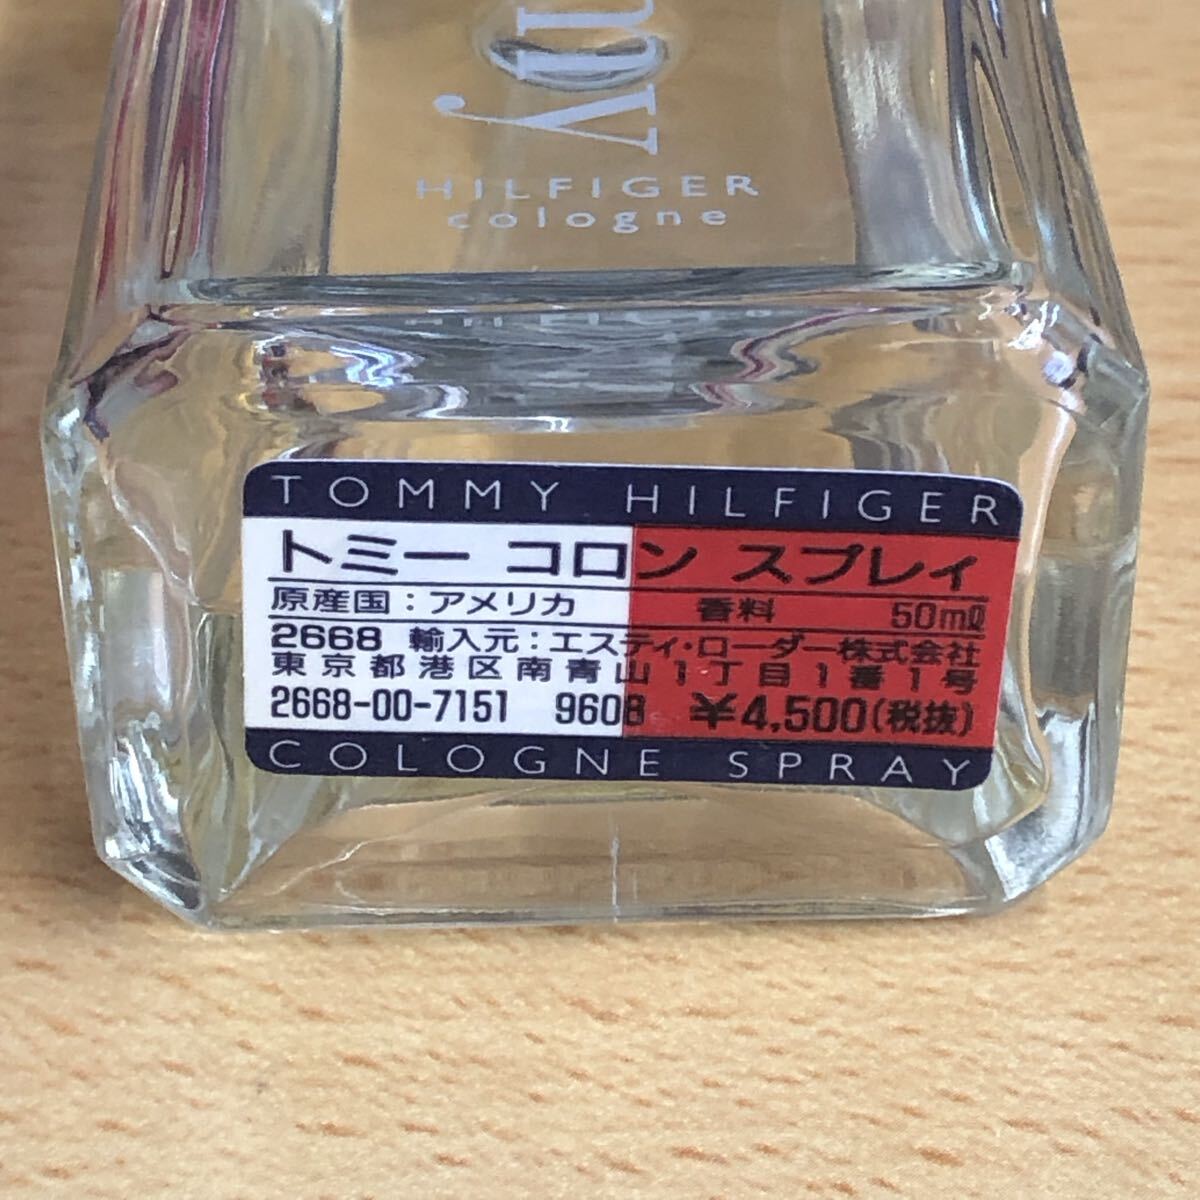 HILFIGER
cologne
TOMMY HILFIGER
トミー コロン スプレイ
原産国:アメリカ 香料 50mℓ
2668 輸入元:エスティ・ローダー株式会社
東京都港区南青山1丁目1番1号
2668-00-7151 9608 ¥4,500(税抜)
COLOGNE SPRAY